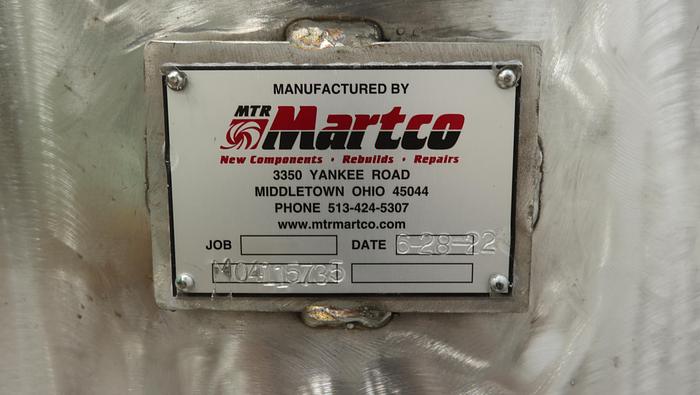 MANUFACTURED BY
MTR Martco
New Components · Rebuilds · Repairs
3350 YANKEE ROAD
MIDDLETOWN OHIO 45044
PHONE 513-424-5307
www.mtrmartco.com
JOB DATE 6-28-22
M04115735